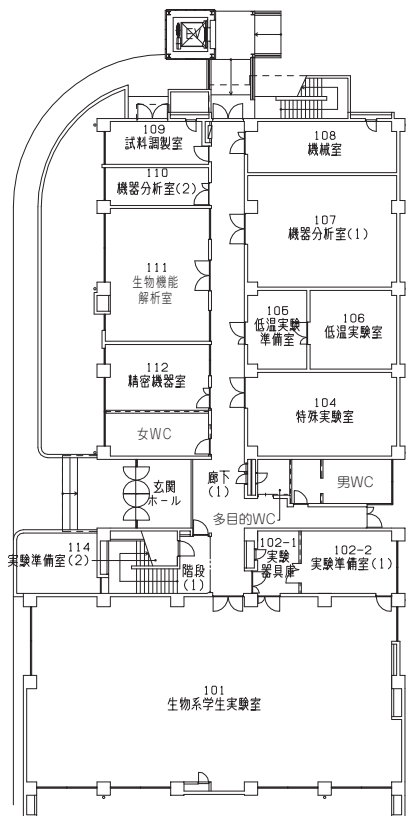 EV
109
試料調製室
108
機械室
110
機器分析室(2)
107
機器分析室(1)
111
生物機能
解析室
105
低温実験
準備室
106
低温実験室
112
精密機器室
104
特殊実験室
女WC
玄関
ホール
廊下
(1)
男WC
多目的WC
114
実験準備室(2)
階段
(1)
102-1
実験
器具庫
102-2
実験準備室(1)
101
生物系学生実験室